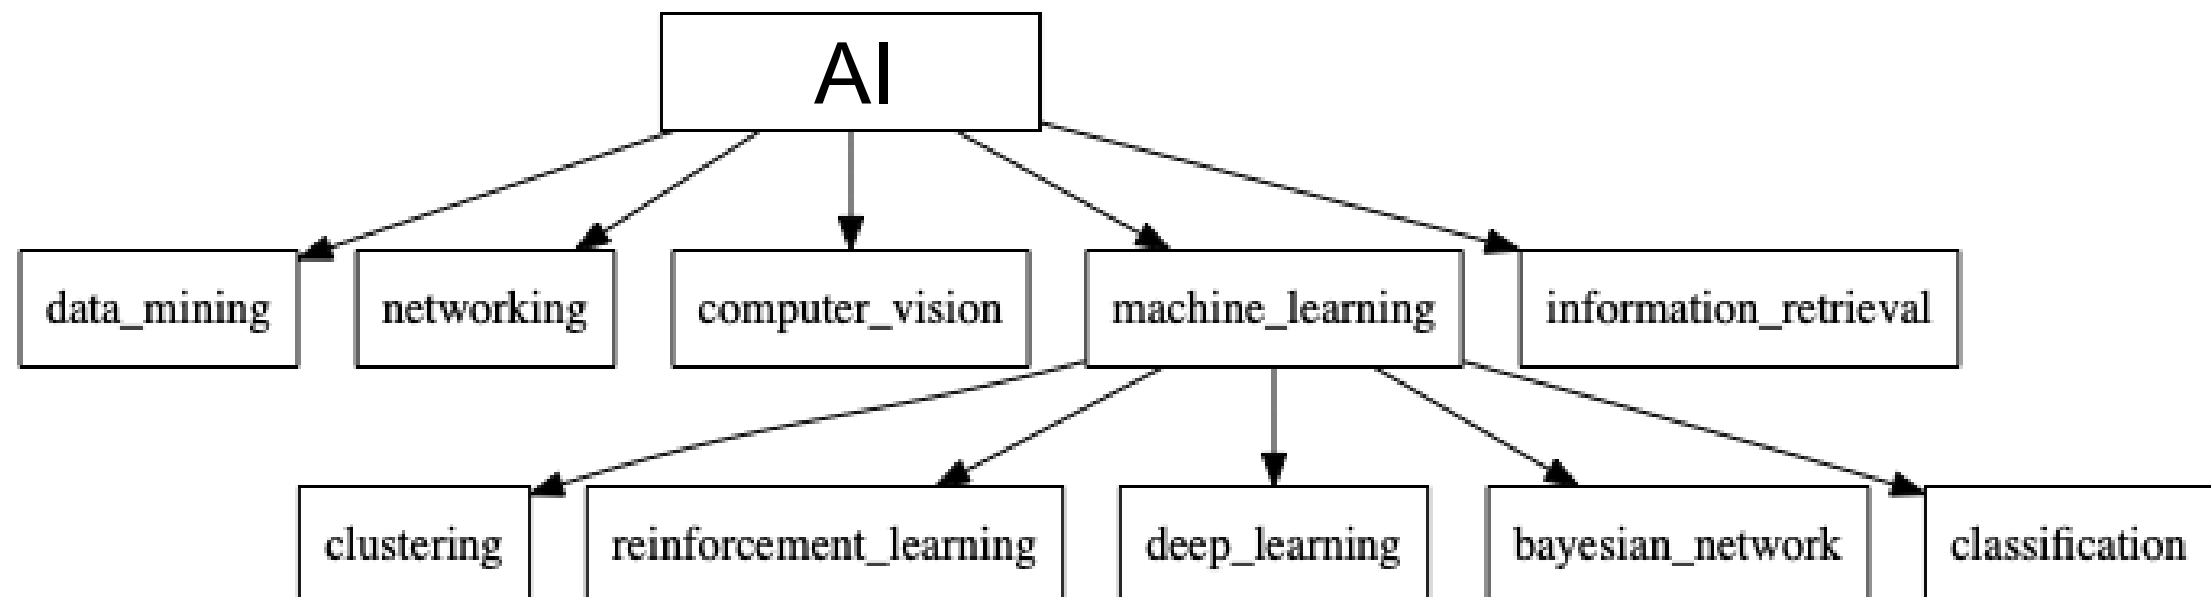 AI
data_mining
networking
computer_vision
machine_learning
information_retrieval
clustering
reinforcement_learning
deep_learning
bayesian_network
classification